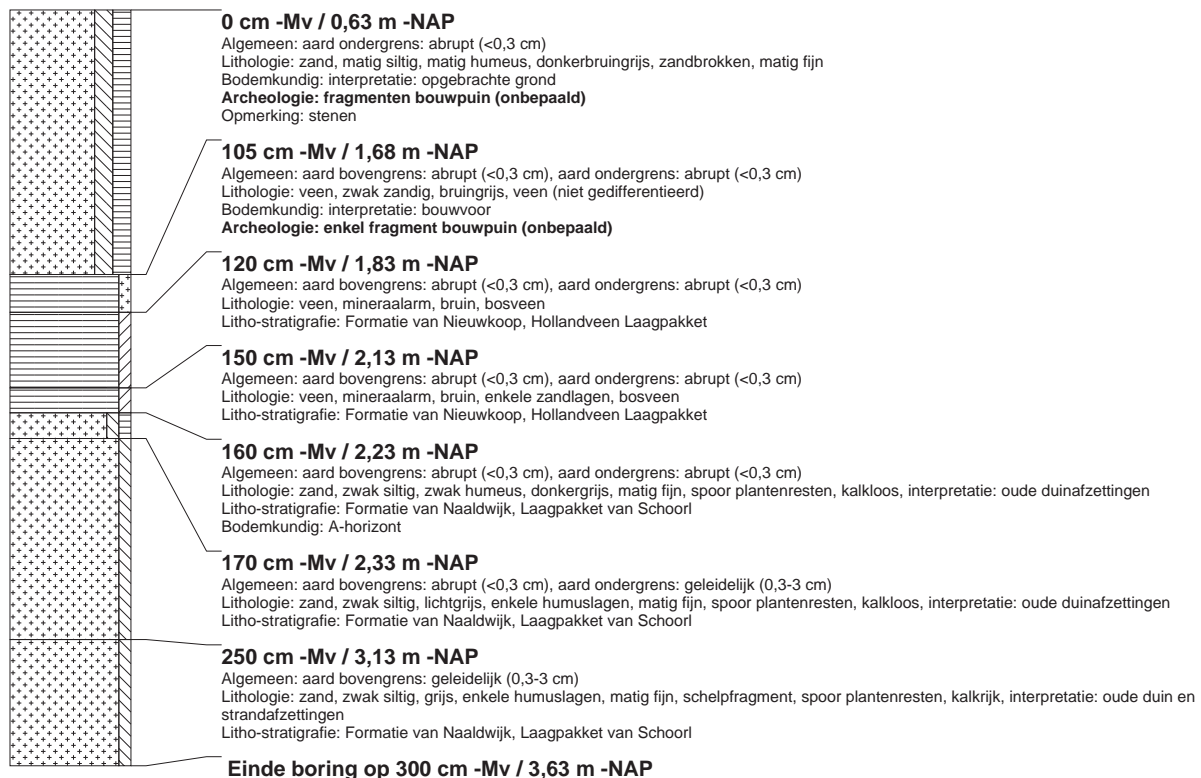 0 cm -Mv / 0,63 m -NAP
Algemeen: aard ondergrens: abrupt (<0,3 cm)
Lithologie: zand, matig siltig, matig humeus, donkerbruingrijs, zandbrokken, matig fijn
Bodemkundig: interpretatie: opgebrachte grond
Archeologie: fragmenten bouwpuin (onbepaald)
Opmerking: stenen
105 cm -Mv / 1,68 m -NAP
Algemeen: aard bovengrens: abrupt (<0,3 cm), aard ondergrens: abrupt (<0,3 cm)
Lithologie: veen, zwak zandig, bruingrijs, veen (niet gedifferentieerd)
Bodemkundig: interpretatie: bouwvoor
Archeologie: enkel fragment bouwpuin (onbepaald)
120 cm -Mv / 1,83 m -NAP
Algemeen: aard bovengrens: abrupt (<0,3 cm), aard ondergrens: abrupt (<0,3 cm)
Lithologie: veen, mineraalarm, bruin, bosveen
Litho-stratigrafie: Formatie van Nieuwkoop, Hollandveen Laagpakket
150 cm -Mv / 2,13 m -NAP
Algemeen: aard bovengrens: abrupt (<0,3 cm), aard ondergrens: abrupt (<0,3 cm)
Lithologie: veen, mineraalarm, bruin, enkele zandlagen, bosveen
Litho-stratigrafie: Formatie van Nieuwkoop, Hollandveen Laagpakket
160 cm -Mv / 2,23 m -NAP
Algemeen: aard bovengrens: abrupt (<0,3 cm), aard ondergrens: abrupt (<0,3 cm)
Lithologie: zand, zwak siltig, zwak humeus, donkergrijs, matig fijn, spoor plantenresten, kalkloos, interpretatie: oude duinafzettingen
Litho-stratigrafie: Formatie van Naaldwijk, Laagpakket van Schoorl
Bodemkundig: A-horizont
170 cm -Mv / 2,33 m -NAP
Algemeen: aard bovengrens: abrupt (<0,3 cm), aard ondergrens: geleidelijk (0,3-3 cm)
Lithologie: zand, zwak siltig, lichtgrijs, enkele humuslagen, matig fijn, spoor plantenresten, kalkloos, interpretatie: oude duinafzettingen
Litho-stratigrafie: Formatie van Naaldwijk, Laagpakket van Schoorl
250 cm -Mv / 3,13 m -NAP
Algemeen: aard bovengrens: geleidelijk (0,3-3 cm)
Lithologie: zand, zwak siltig, grijs, enkele humuslagen, matig fijn, schelpfragment, spoor plantenresten, kalkrijk, interpretatie: oude duin en
strandafzettingen
Litho-stratigrafie: Formatie van Naaldwijk, Laagpakket van Schoorl
Einde boring op 300 cm -Mv / 3,63 m -NAP